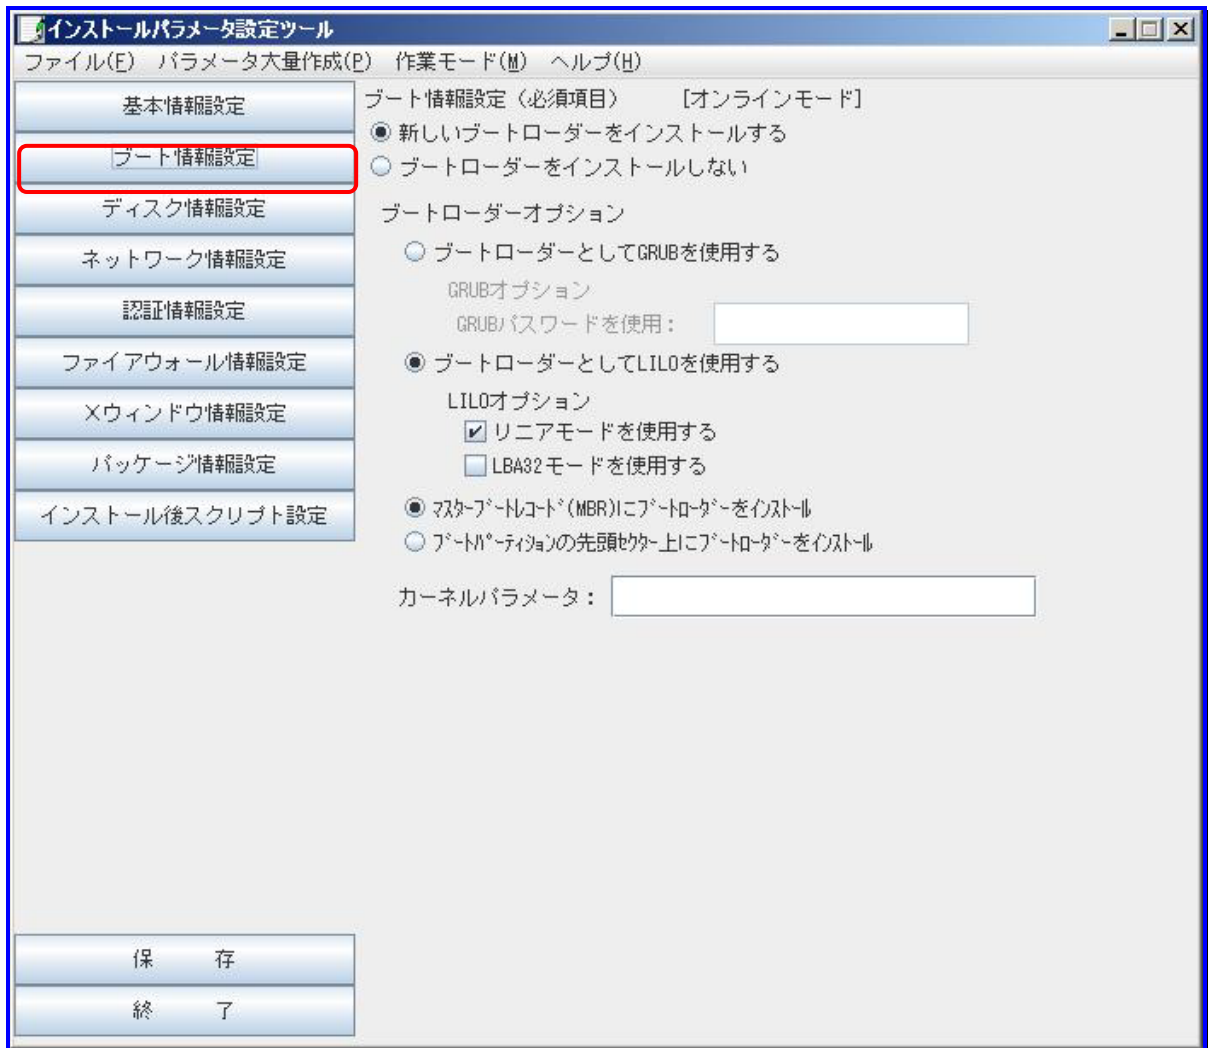 インストールパラメータ設定ツール
ファイル(F) パラメータ大量作成(P) 作業モード(M) ヘルプ(H)
基本情報設定
ブート情報設定
ディスク情報設定
ネットワーク情報設定
認証情報設定
ファイアウォール情報設定
Xウィンドウ情報設定
パッケージ情報設定
インストール後スクリプト設定
保 存
終 了
ブート情報設定（必須項目） [オンラインモード]
新しいブートローダーをインストールする
ブートローダーをインストールしない
ブートローダーオプション
ブートローダーとしてGRUBを使用する
GRUBオプション
GRUBパスワードを使用：
ブートローダーとしてLILOを使用する
LILOオプション
リニアモードを使用する
LBA32モードを使用する
ﾏｽﾀｰﾌﾞｰﾄﾚｺｰﾄﾞ(MBR)にﾌﾞｰﾄﾛｰﾀﾞｰをｲﾝｽﾄｰﾙ
ﾌﾞｰﾄﾊﾟｰﾃｨｼｮﾝの先頭ｾｸﾀｰ上にﾌﾞｰﾄﾛｰﾀﾞｰをｲﾝｽﾄｰﾙ
カーネルパラメータ：